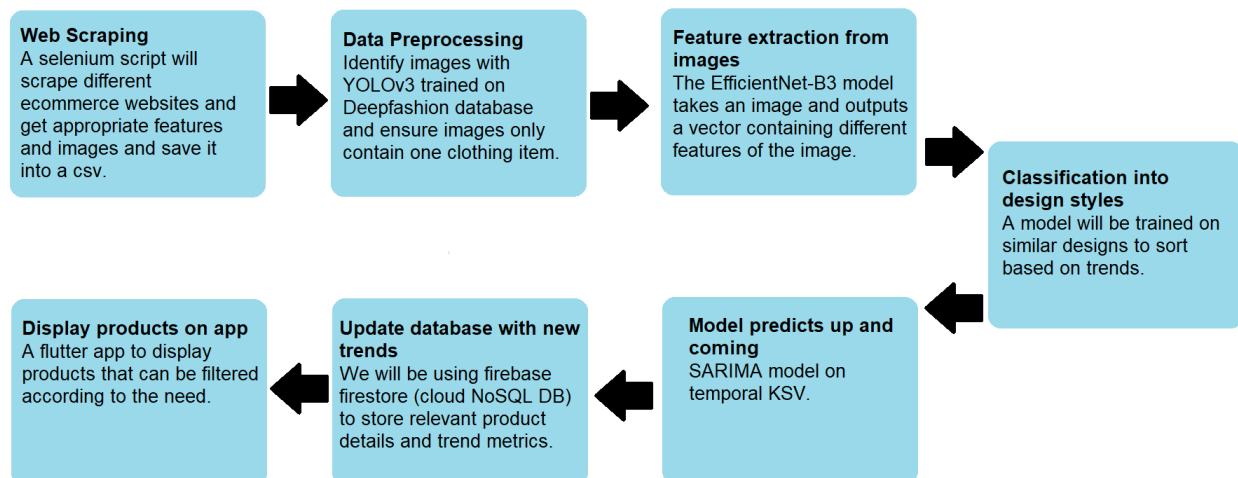 Web Scraping
A selenium script will
scrape different
ecommerce websites and
get appropriate features
and images and save it
into a csv.
Data Preprocessing
Identify images with
YOLOv3 trained on
Deepfashion database
and ensure images only
contain one clothing item.
Feature extraction from
images
The EfficientNet-B3 model
takes an image and outputs
a vector containing different
features of the image.
Classification into
design styles
A model will be trained on
similar designs to sort
based on trends.
Model predicts up and
coming
SARIMA model on
temporal KSV.
Update database with new
trends
We will be using firebase
firestore (cloud NoSQL DB)
to store relevant product
details and trend metrics.
Display products on app
A flutter app to display
products that can be filtered
according to the need.